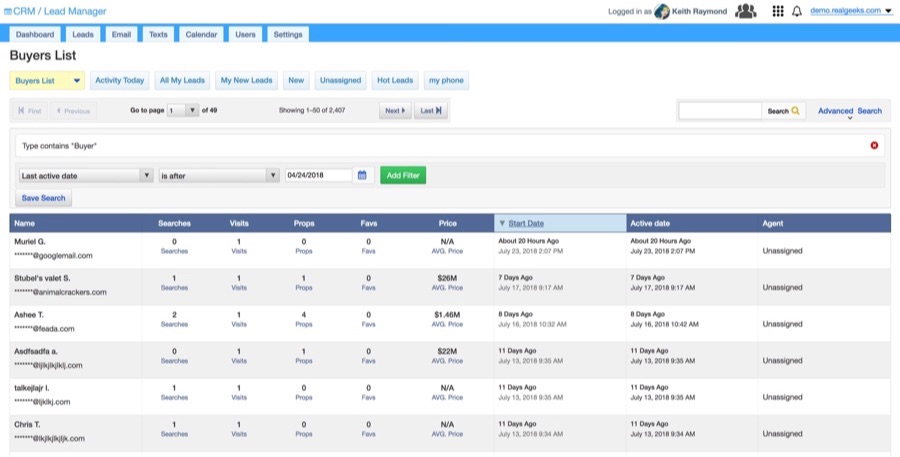 CRM / Lead Manager
Logged in as Keith Raymond demo.realgeeks.com
Dashboard Leads Email Texts Calendar Users Settings
Buyers List
Buyers List Activity Today All My Leads My New Leads New Unassigned Hot Leads my phone
First Previous Go to page 1 of 49 Showing 1-50 of 2,407 Next Last Search Advanced Search
Type contains "Buyer"
Last active date is after 04/24/2018 Add Filter
Save Search
Name Searches Visits Props Favs Price Start Date Active date Agent
Muriel G. 0 1 0 0 N/A About 20 Hours Ago About 20 Hours Ago
*******@googlemail.com Searches Visits Props Favs AVG. Price July 23, 2018 2:07 PM July 23, 2018 2:07 PM Unassigned
Stubel's valet S. 1 1 1 0 $26M 7 Days Ago 7 Days Ago
*******@animalcrackers.com Searches Visits Props Favs AVG. Price July 17, 2018 9:17 AM July 17, 2018 9:17 AM Unassigned
Ashee T. 2 1 4 0 $1.46M 8 Days Ago 8 Days Ago
*******@feada.com Searches Visits Props Favs AVG. Price July 16, 2018 10:32 AM July 16, 2018 10:42 AM Unassigned
Asdfsadfa a. 0 1 1 0 $22M 11 Days Ago 11 Days Ago
Searches Visits Props Favs AVG. Price July 13, 2018 9:35 AM July 13, 2018 9:35 AM Unassigned
1 1 0 0 N/A 11 Days Ago 11 Days Ago
Searches Visits Props Favs AVG. Price July 13, 2018 9:35 AM July 13, 2018 9:35 AM Unassigned
Chris T. 1 1 0 0 N/A 11 Days Ago 11 Days Ago
Searches Visits Props Favs AVG. Price July 13, 2018 9:34 AM July 13, 2018 9:34 AM Unassigned